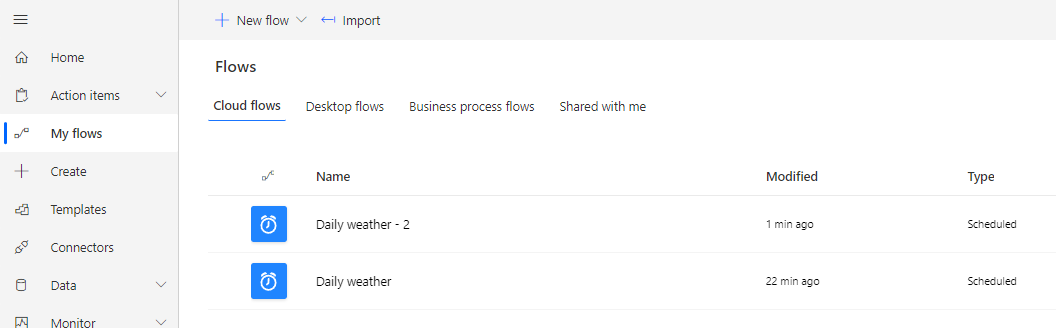 New flow
Import
Home
Action items
My flows
Create
Templates
Connectors
Data
Monitor
Flows
Cloud flows Desktop flows Business process flows Shared with me
Name Modified Type
Daily weather - 2 1 min ago Scheduled
Daily weather 22 min ago Scheduled